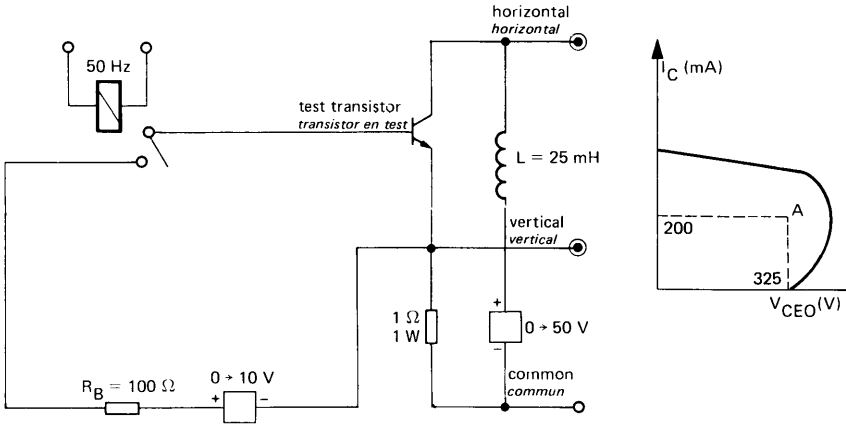 horizontal
horizontal
50 Hz
test transistor
transistor en test
L = 25 mH
vertical
vertical
1 Ω
1 W
+
0 → 50 V
−
R_B = 100 Ω
0 → 10 V
+
−
common
commun
I_C (mA)
A
200
325
V_CEO (V)